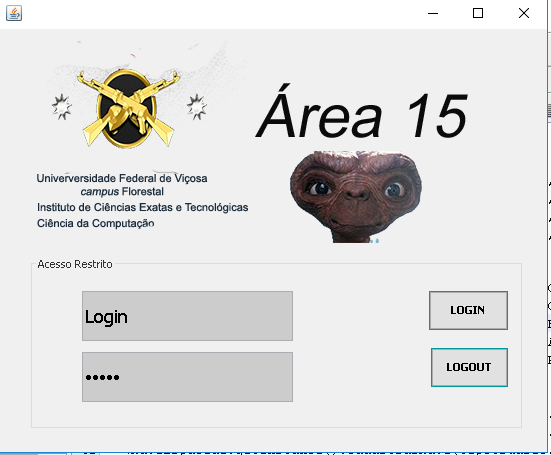 Área 15
Univerversidade Federal de Viçosa
campus Florestal
Instituto de Ciências Exatas e Tecnológicas
Ciência da Computação
Acesso Restrito
Login
LOGIN
•••••
LOGOUT